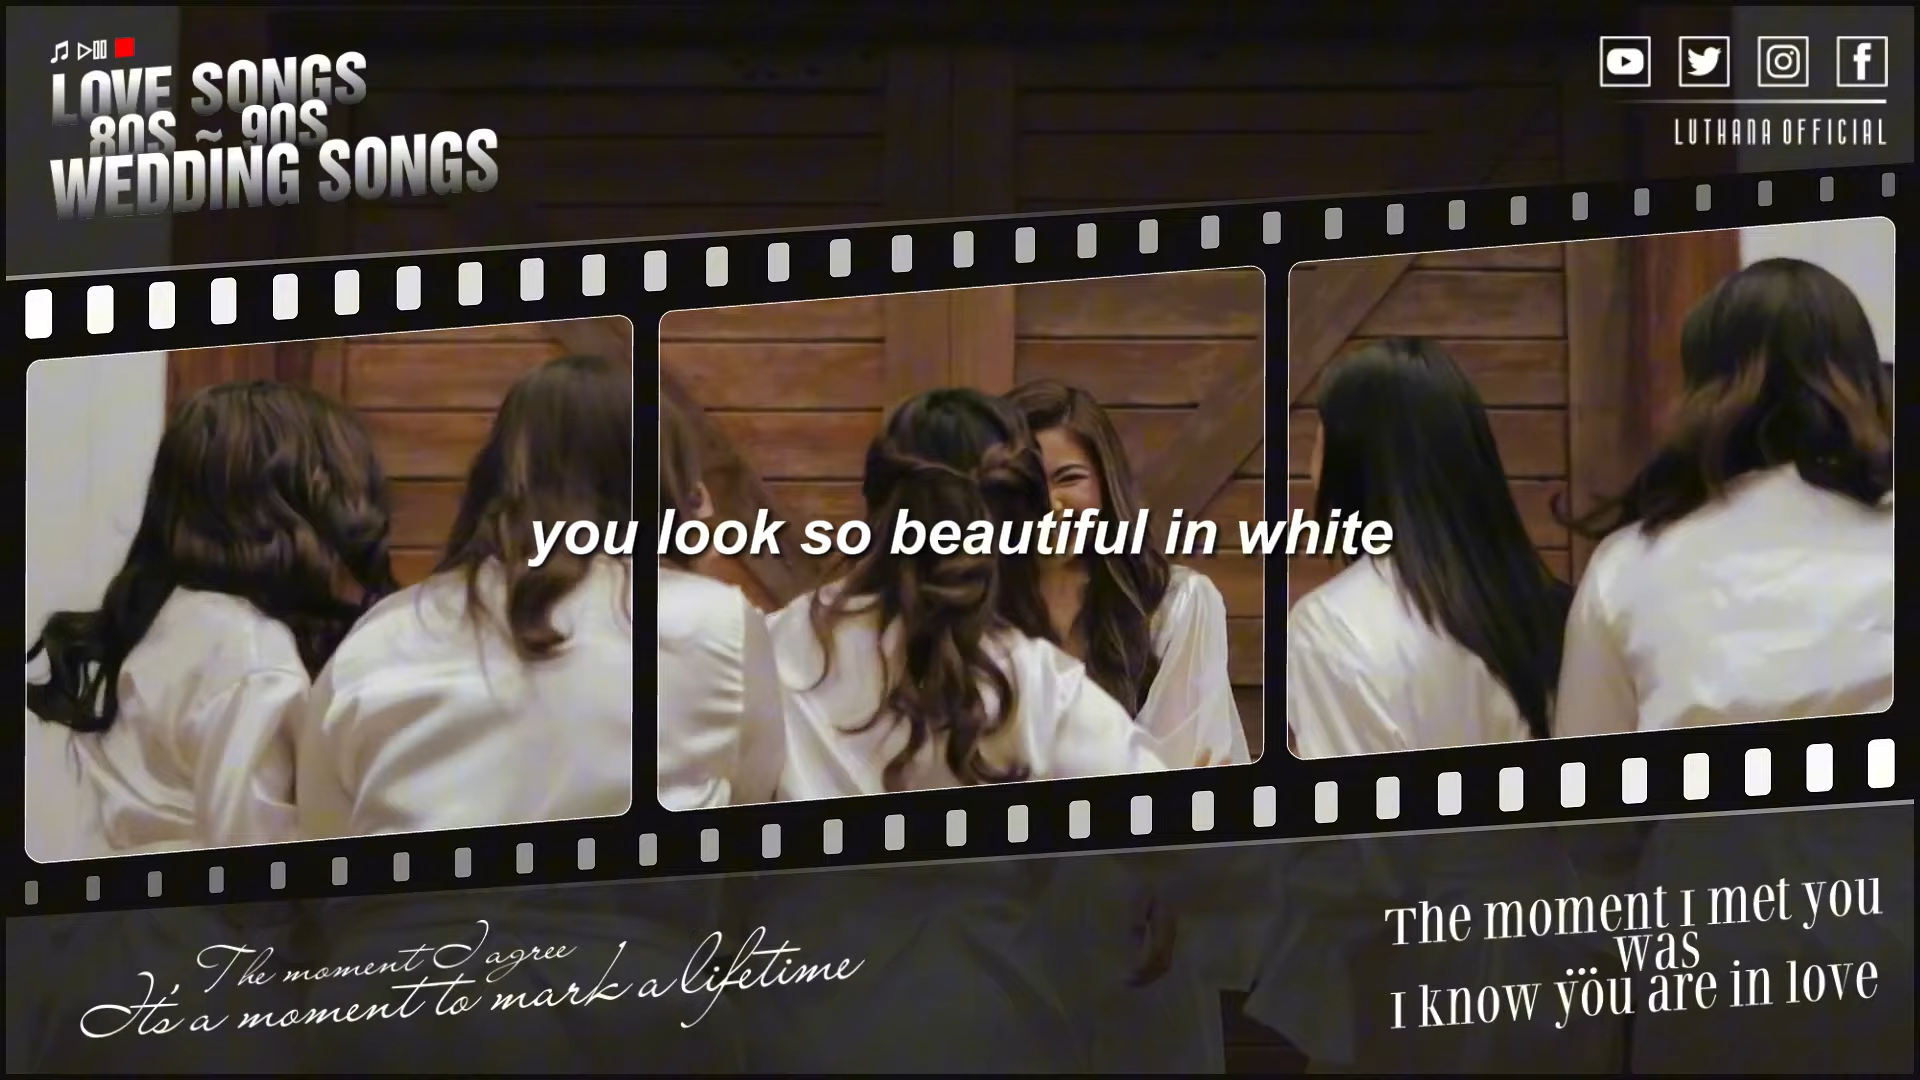 LOVE SONGS
80S ~ 90S
WEDDING SONGS
LUTHANA OFFICIAL
you look so beautiful in white
The moment I agree
It's a moment to mark a lifetime
The moment I met you
was...
I know you are in love